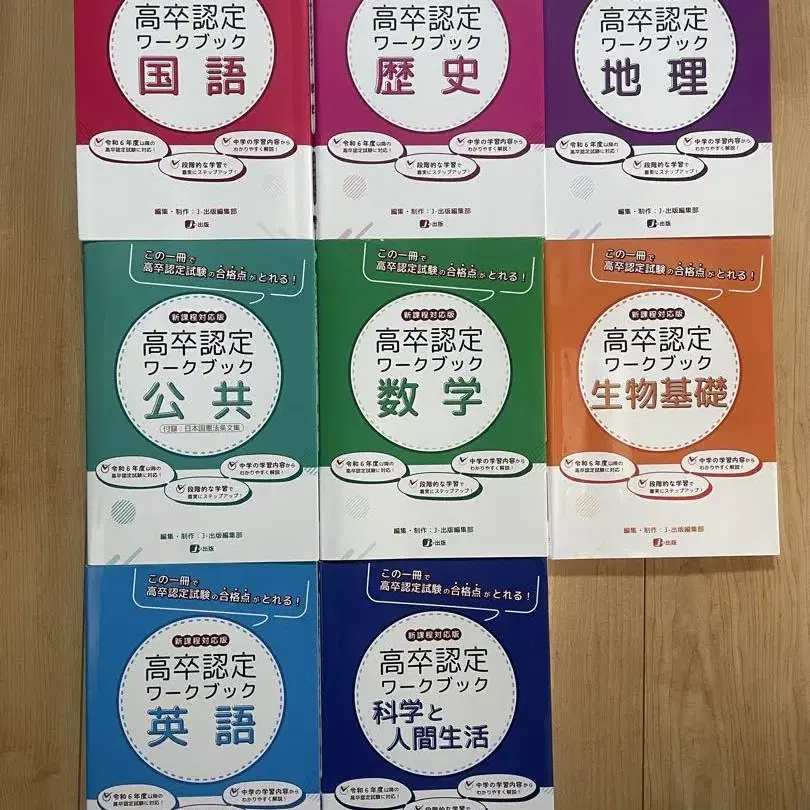 高卒認定
ワークブック
国語
令和6年度以降の
高卒認定試験に対応!
中学の学習内容から
わかりやすく解説!
段階的な学習で
着実にステップアップ!
編集・制作:J-出版編集部
J-出版
高卒認定
ワークブック
歴史
令和6年度以降の
高卒認定試験に対応!
中学の学習内容から
わかりやすく解説!
段階的な学習で
着実にステップアップ!
編集・制作:J-出版編集部
J-出版
高卒認定
ワークブック
地理
令和6年度以降の
高卒認定試験に対応!
中学の学習内容から
わかりやすく解説!
段階的な学習で
着実にステップアップ!
編集・制作:J-出版編集部
J-出版
この一冊で
高卒認定試験の合格点がとれる!
新課程対応版
高卒認定
ワークブック
公共
付録:日本国憲法条文集
令和6年度以降の
高卒認定試験に対応!
中学の学習内容から
わかりやすく解説!
段階的な学習で
着実にステップアップ!
編集・制作:J-出版編集部
J-出版
この一冊で
高卒認定試験の合格点がとれる!
新課程対応版
高卒認定
ワークブック
数学
令和6年度以降の
高卒認定試験に対応!
中学の学習内容から
わかりやすく解説!
段階的な学習で
着実にステップアップ!
編集・制作:J-出版編集部
J-出版
この一冊で
高卒認定試験の合格点がとれる!
新課程対応版
高卒認定
ワークブック
生物基礎
令和6年度以降の
高卒認定試験に対応!
中学の学習内容から
わかりやすく解説!
段階的な学習で
着実にステップアップ!
編集・制作:J-出版編集部
J-出版
この一冊で
高卒認定試験の合格点がとれる!
新課程対応版
高卒認定
ワークブック
英語
令和6年度以降の
高卒認定試験に対応!
中学の学習内容から
わかりやすく解説!
この一冊で
高卒認定試験の合格点がとれる!
新課程対応版
高卒認定
ワークブック
科学と
人間生活
令和6年度以降の
高卒認定試験に対応!
中学の学習内容から
わかりやすく解説!
段階的な学習で